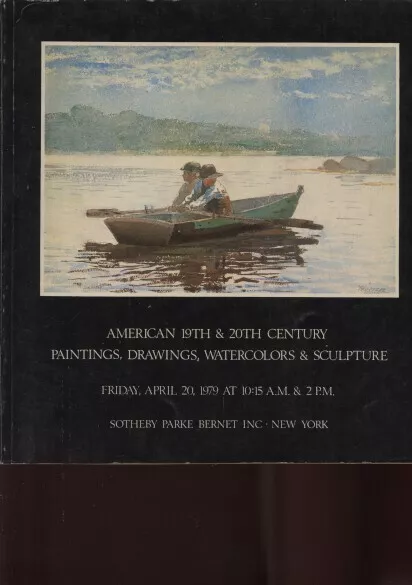 AMERICAN 19TH & 20TH CENTURY
PAINTINGS, DRAWINGS, WATERCOLORS & SCULPTURE
FRIDAY, APRIL 20, 1979 AT 10:15 A.M. & 2 P.M.
SOTHEBY PARKE BERNET INC · NEW YORK